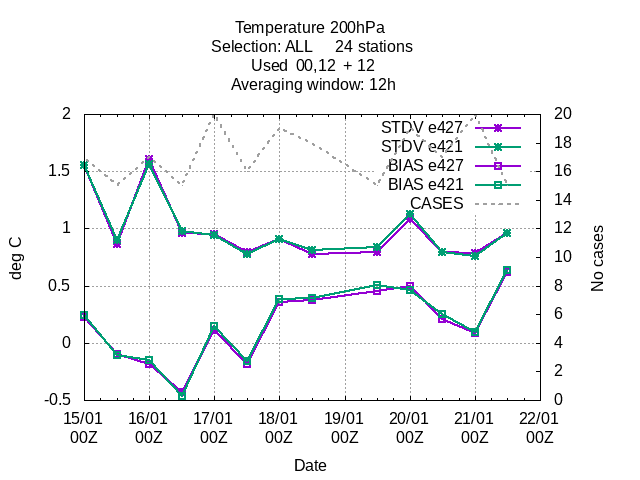 Temperature 200hPa
Selection: ALL     24 stations
Used  00,12  + 12
Averaging window: 12h
STDV e427
STDV e421
BIAS e427
BIAS e421
CASES
deg C
No cases
2
1.5
1
0.5
0
-0.5
20
18
16
14
12
10
8
6
4
2
0
15/01 16/01 17/01 18/01 19/01 20/01 21/01 22/01
00Z 00Z 00Z 00Z 00Z 00Z 00Z 00Z
Date